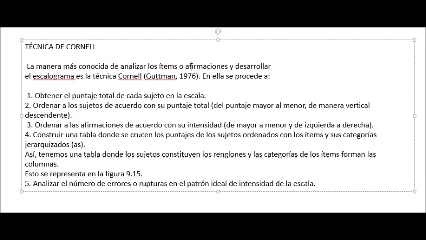 TÉCNICA DE CORNELL
La manera más conocida de analizar los ítems o afirmaciones y desarrollar
el escalograma es la técnica Cornell (Guttman, 1976). En ella se procede a:
1. Obtener el puntaje total de cada sujeto en la escala.
2. Ordenar a los sujetos de acuerdo con su puntaje total (del puntaje mayor al menor, de manera vertical
descendente).
3. Ordenar a las afirmaciones de acuerdo con su intensidad (de mayor a menor y de izquierda a derecha).
4. Construir una tabla donde se crucen los puntajes de los sujetos ordenados con los ítems y sus categorías
jerarquizados (as).
Así, tenemos una tabla donde los sujetos constituyen los renglones y las categorías de los ítems forman las
columnas.
Esto se representa en la figura 9.15.
5. Analizar el número de errores o rupturas en el patrón ideal de intensidad de la escala.